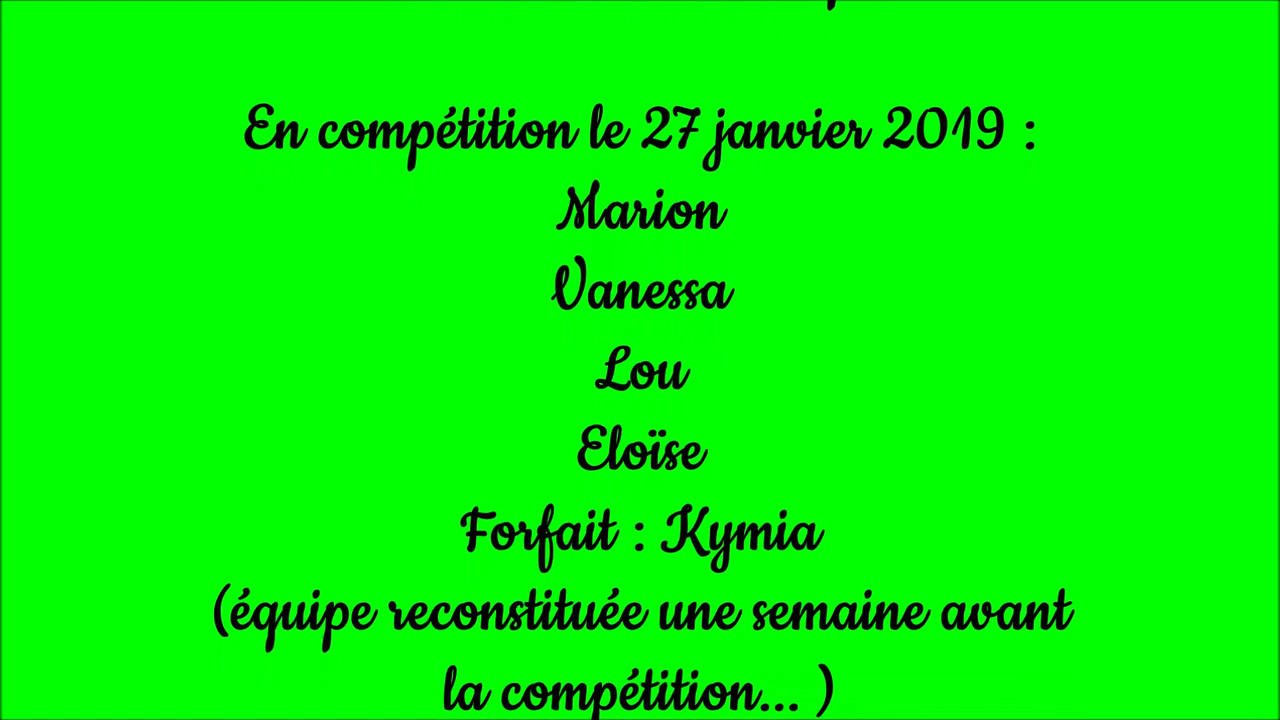 En compétition le 27 janvier 2019 :
Marion
Vanessa
Lou
Eloïse
Forfait : Kymia
(équipe reconstituée une semaine avant
la compétition... )